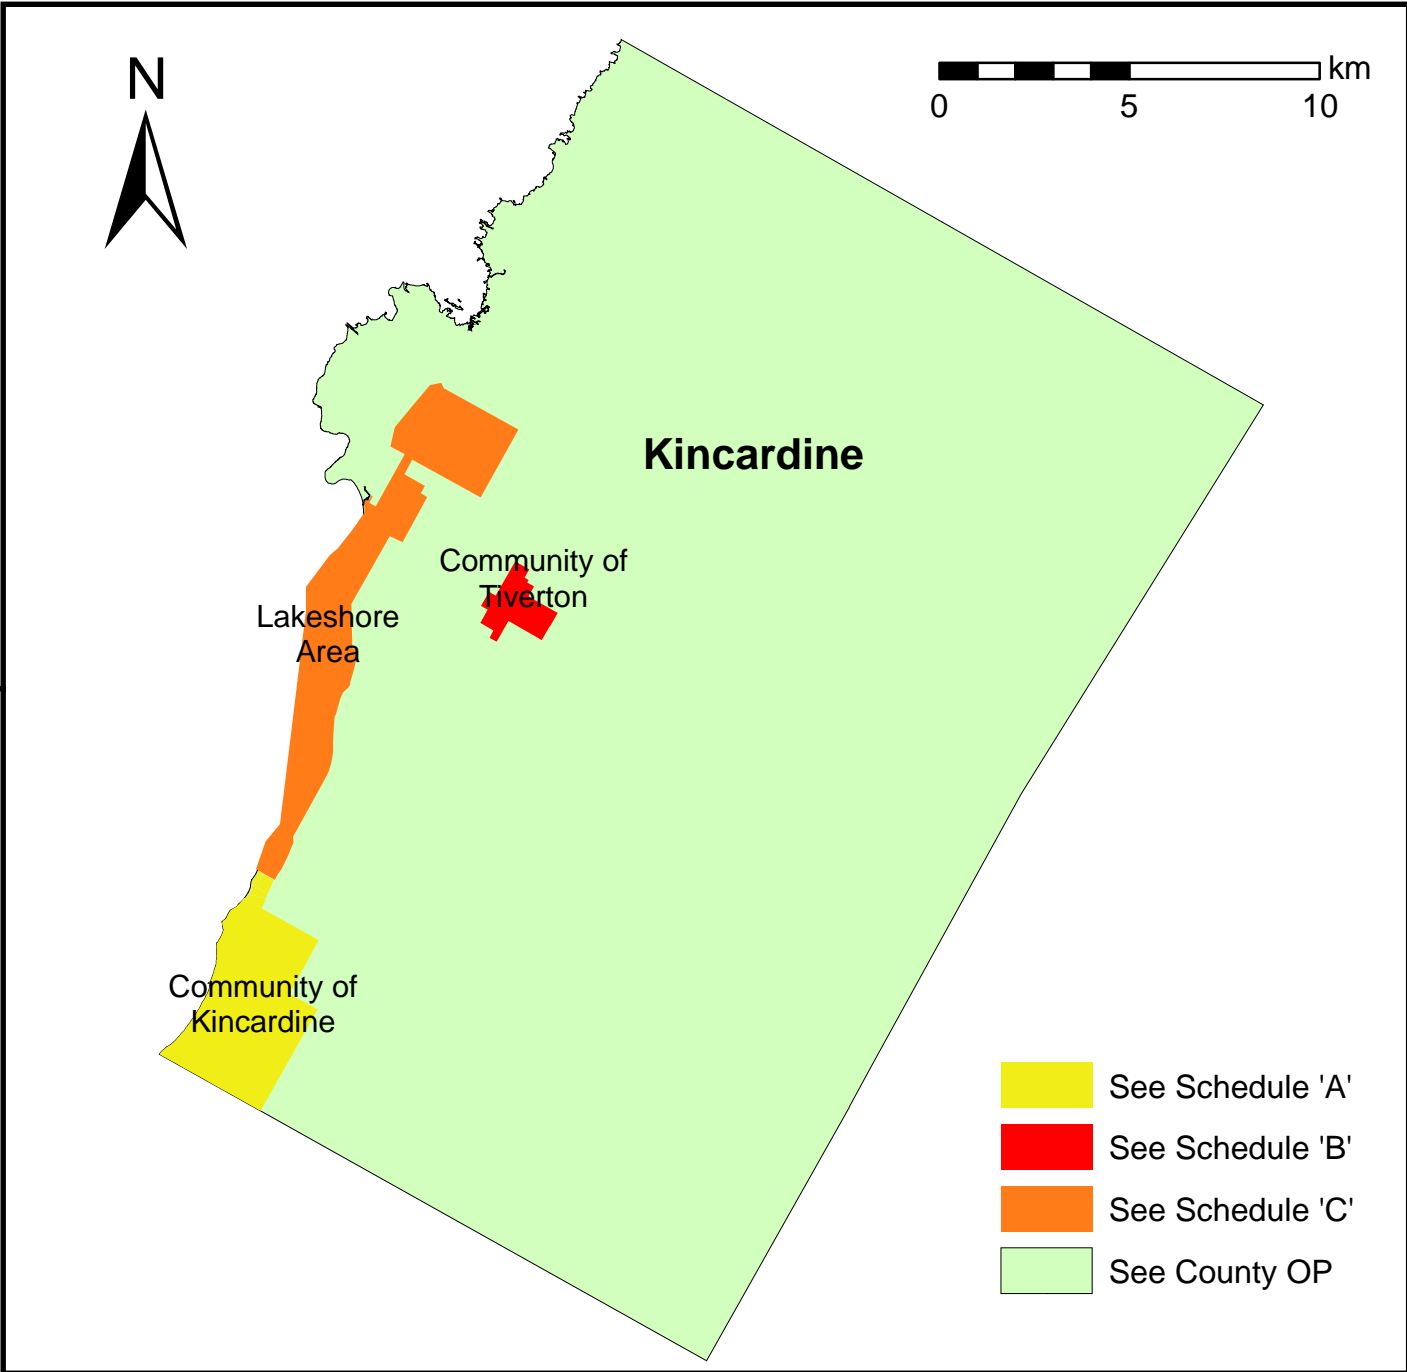 N
km
0 5 10
Kincardine
Community of
Tiverton
Lakeshore
Area
Community of
Kincardine
See Schedule 'A'
See Schedule 'B'
See Schedule 'C'
See County OP